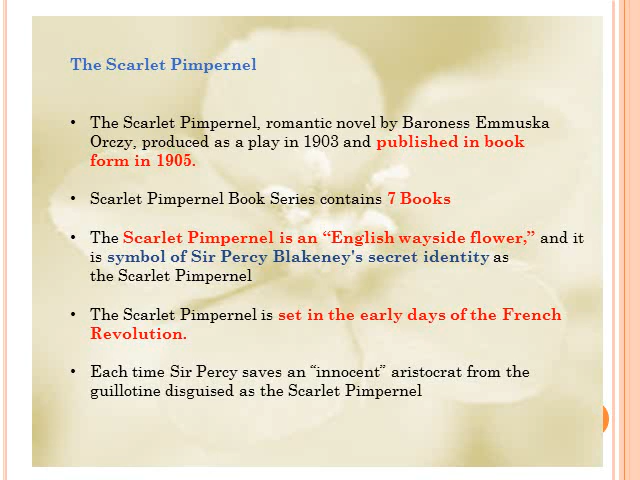 The Scarlet Pimpernel
• The Scarlet Pimpernel, romantic novel by Baroness Emmuska
Orczy, produced as a play in 1903 and published in book
form in 1905.
• Scarlet Pimpernel Book Series contains 7 Books
• The Scarlet Pimpernel is an “English wayside flower,” and it
is symbol of Sir Percy Blakeney's secret identity as
the Scarlet Pimpernel
• The Scarlet Pimpernel is set in the early days of the French
Revolution.
• Each time Sir Percy saves an “innocent” aristocrat from the
guillotine disguised as the Scarlet Pimpernel